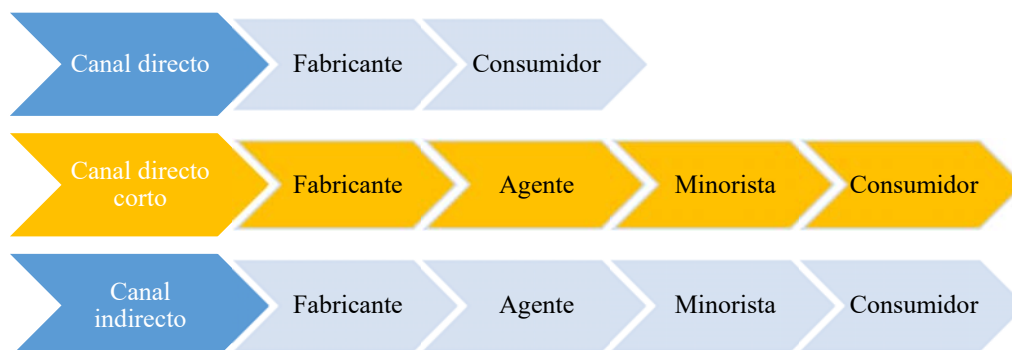 Canal directo
Fabricante
Consumidor
Canal directo
corto
Fabricante
Agente
Minorista
Consumidor
Canal
indirecto
Fabricante
Agente
Minorista
Consumidor